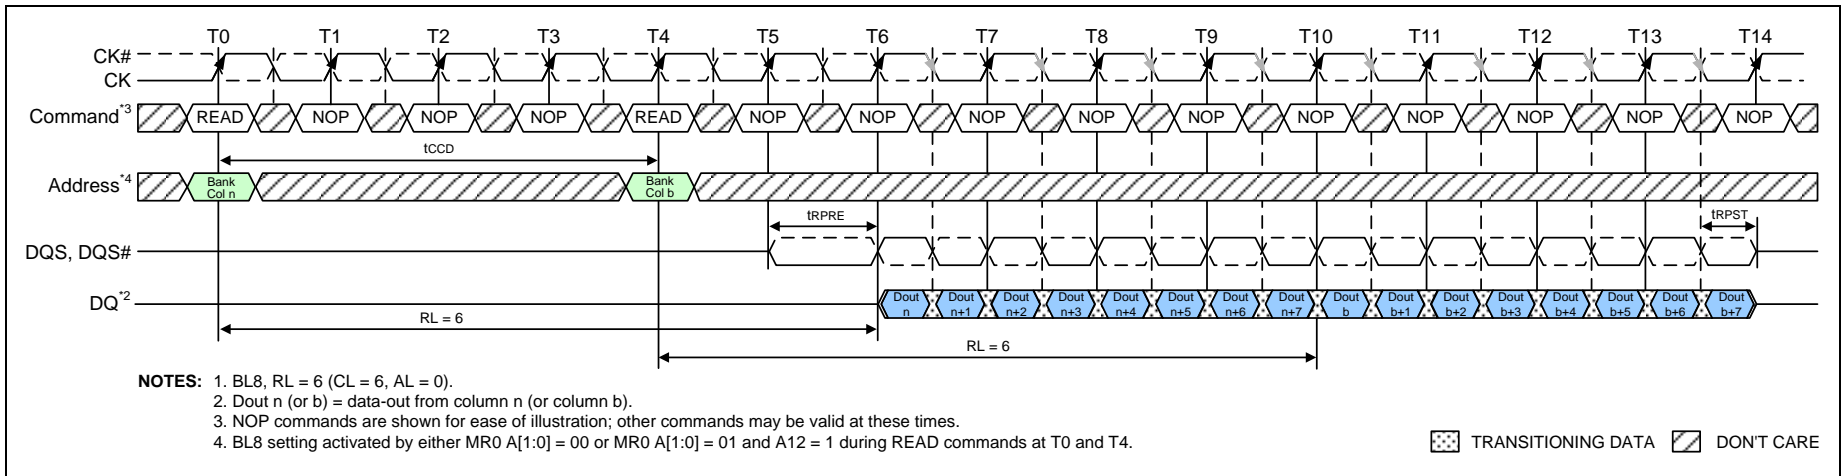 T0 T1 T2 T3 T4 T5 T6 T7 T8 T9 T10 T11 T12 T13 T14
CK#
CK
Command*3 READ NOP NOP NOP READ NOP NOP NOP NOP NOP NOP NOP NOP NOP NOP
tCCD
Address*4 Bank Col n Bank Col b
tRPRE tRPST
DQS, DQS#
DQ*2 Dout n Dout n+1 Dout n+2 Dout n+3 Dout n+4 Dout n+5 Dout n+6 Dout n+7 Dout b Dout b+1 Dout b+2 Dout b+3 Dout b+4 Dout b+5 Dout b+6 Dout b+7
RL = 6
RL = 6
NOTES: 1. BL8, RL = 6 (CL = 6, AL = 0).
2. Dout n (or b) = data-out from column n (or column b).
3. NOP commands are shown for ease of illustration; other commands may be valid at these times.
4. BL8 setting activated by either MR0 A[1:0] = 00 or MR0 A[1:0] = 01 and A12 = 1 during READ commands at T0 and T4.
TRANSITIONING DATA DON'T CARE